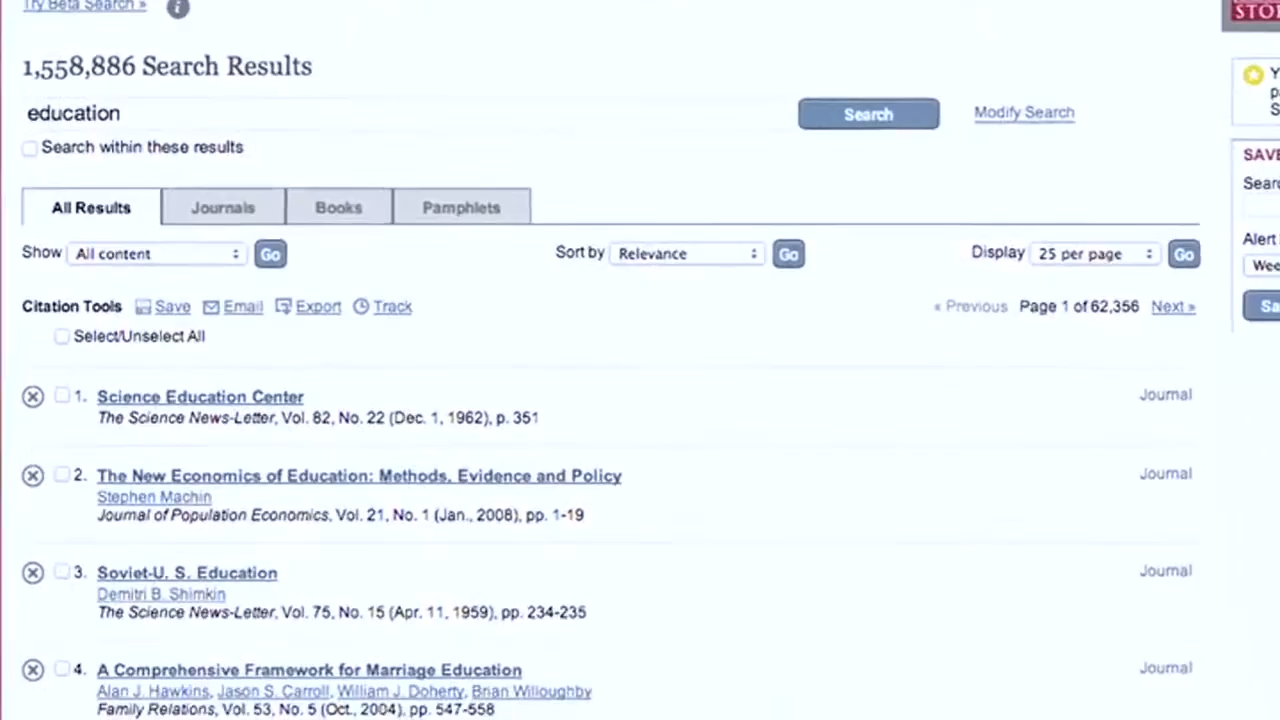 Try Beta Search »
STO
1,558,886 Search Results
education
Search
Modify Search
Search within these results
All Results
Journals
Books
Pamphlets
Show
All content
Go
Sort by
Relevance
Go
Display
25 per page
Go
Citation Tools
Save
Email
Export
Track
« Previous
Page 1 of 62,356
Next »
Select/Unselect All
1.
Science Education Center
Journal
The Science News-Letter, Vol. 82, No. 22 (Dec. 1, 1962), p. 351
2.
The New Economics of Education: Methods, Evidence and Policy
Journal
Stephen Machin
Journal of Population Economics, Vol. 21, No. 1 (Jan., 2008), pp. 1-19
3.
Soviet-U. S. Education
Journal
Demitri B. Shimkin
The Science News-Letter, Vol. 75, No. 15 (Apr. 11, 1959), pp. 234-235
4.
A Comprehensive Framework for Marriage Education
Journal
Alan J. Hawkins, Jason S. Carroll, William J. Doherty, Brian Willoughby
Family Relations, Vol. 53, No. 5 (Oct., 2004), pp. 547-558
Y
p
S
SAVE
Sear
Alert
Wee
Sa